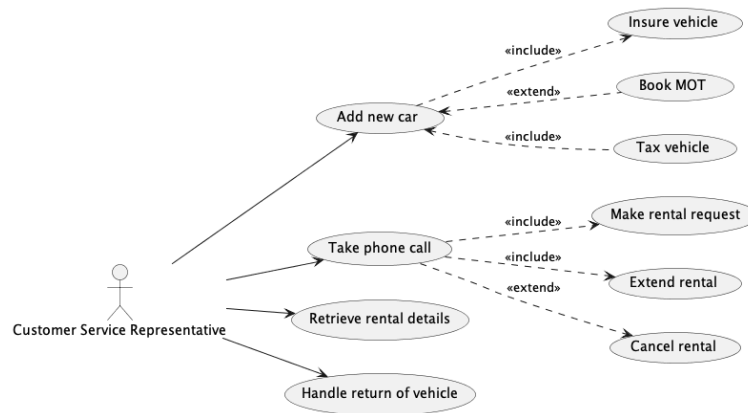 Insure vehicle
«include»
Book MOT
«extend»
Add new car
«include»
Tax vehicle
Make rental request
«include»
Take phone call
«include»
Extend rental
«extend»
Customer Service Representative
Retrieve rental details
Cancel rental
Handle return of vehicle